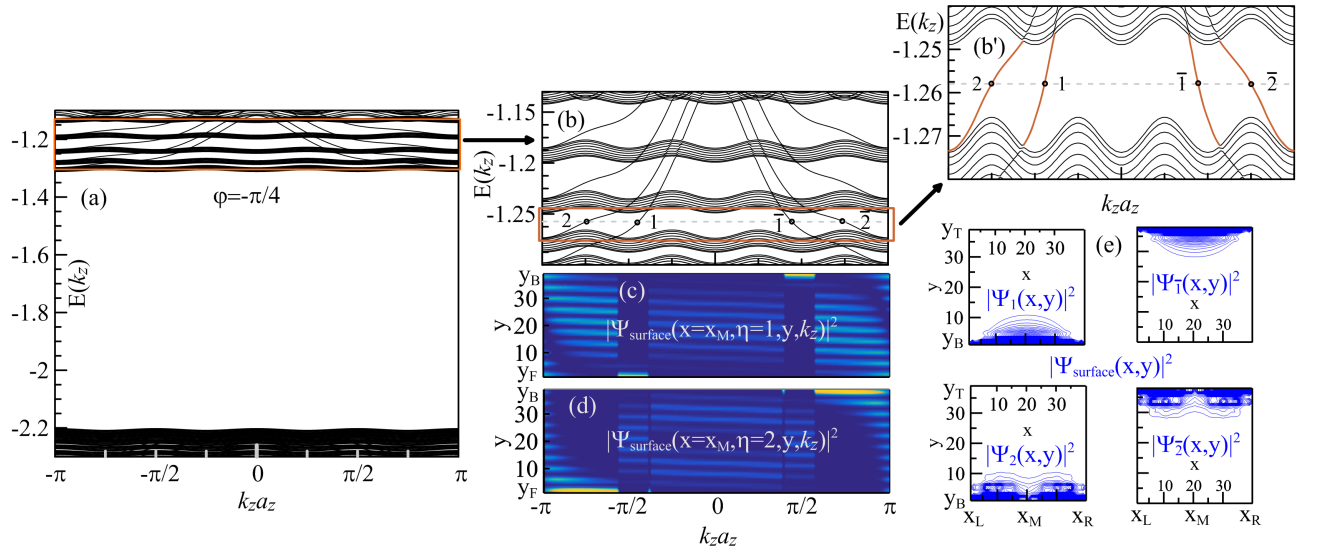 (a)
φ=-π/4
E(kz)
-1.2
-1.4
-1.6
-1.8
-2
-2.2
-π
-π/2
0
π/2
π
kzaz
(b)
E(kz)
-1.15
-1.2
-1.25
2
1
1̅
2̅
(b')
E(kz)
-1.25
-1.26
-1.27
2
1
1̅
2̅
kzaz
(c)
yB
30
20
10
yF
y
|Ψsurface(x=xM,η=1,y,kz)|²
(d)
yB
30
20
10
yF
y
|Ψsurface(x=xM,η=2,y,kz)|²
-π
-π/2
0
π/2
π
kzaz
(e)
yT
30
20
10
yB
y
10 20 30
x
|Ψ1(x,y)|²
|Ψ1̅(x,y)|²
x
10 20 30
|Ψsurface(x,y)|²
yT
30
20
10
yB
y
10 20 30
x
|Ψ2(x,y)|²
xL xM xR
|Ψ2̅(x,y)|²
x
10 20 30
xL xM xR